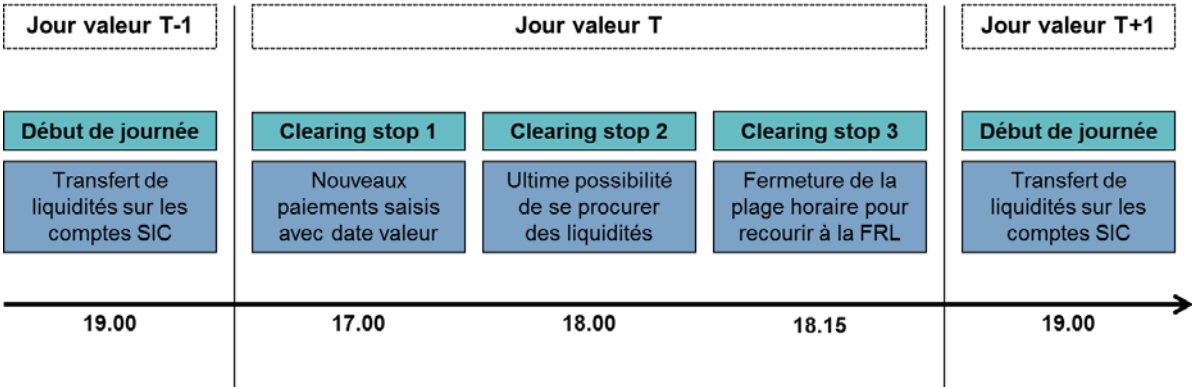 Jour valeur T-1
Jour valeur T
Jour valeur T+1
Début de journée
Clearing stop 1
Clearing stop 2
Clearing stop 3
Début de journée
Transfert de
liquidités sur les
comptes SIC
Nouveaux
paiements saisis
avec date valeur
Ultime possibilité
de se procurer
des liquidités
Fermeture de la
plage horaire pour
recourir à la FRL
Transfert de
liquidités sur les
comptes SIC
19.00
17.00
18.00
18.15
19.00